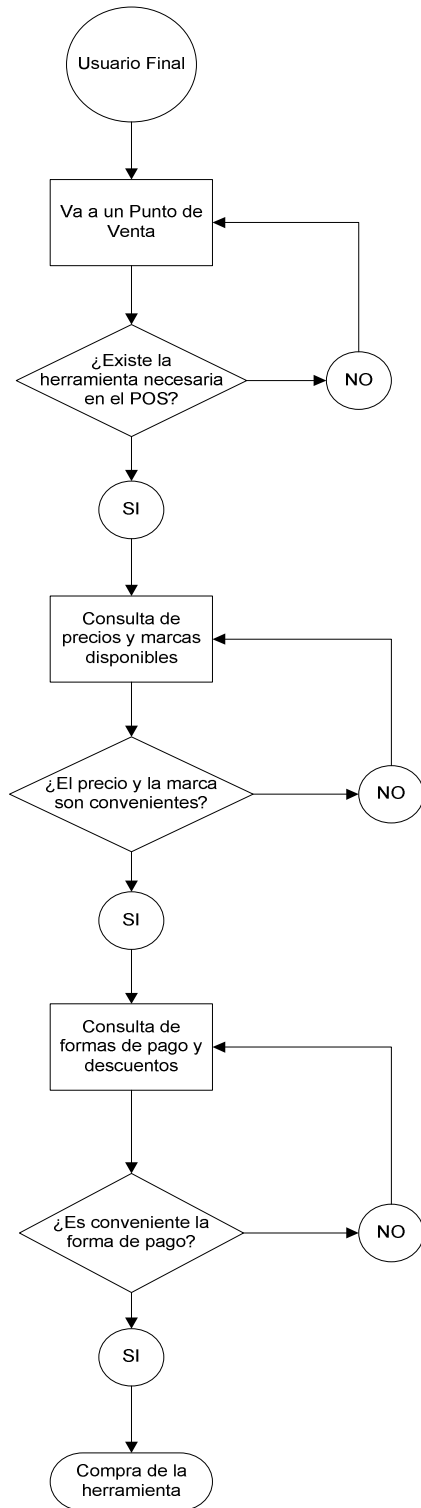 Usuario Final
Va a un Punto de
Venta
¿Existe la
herramienta necesaria
en el POS?
NO
SI
Consulta de
precios y marcas
disponibles
¿El precio y la marca
son convenientes?
NO
SI
Consulta de
formas de pago y
descuentos
¿Es conveniente la
forma de pago?
NO
SI
Compra de la
herramienta